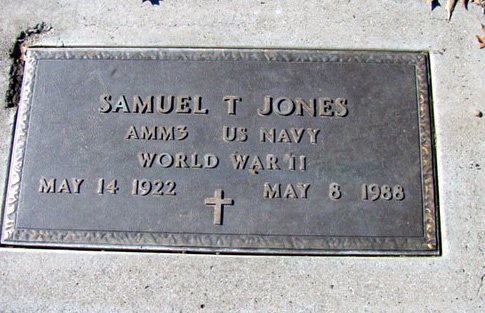 SAMUEL T JONES
AMM3 US NAVY
WORLD WAR II
MAY 14 1922 MAY 8 1988